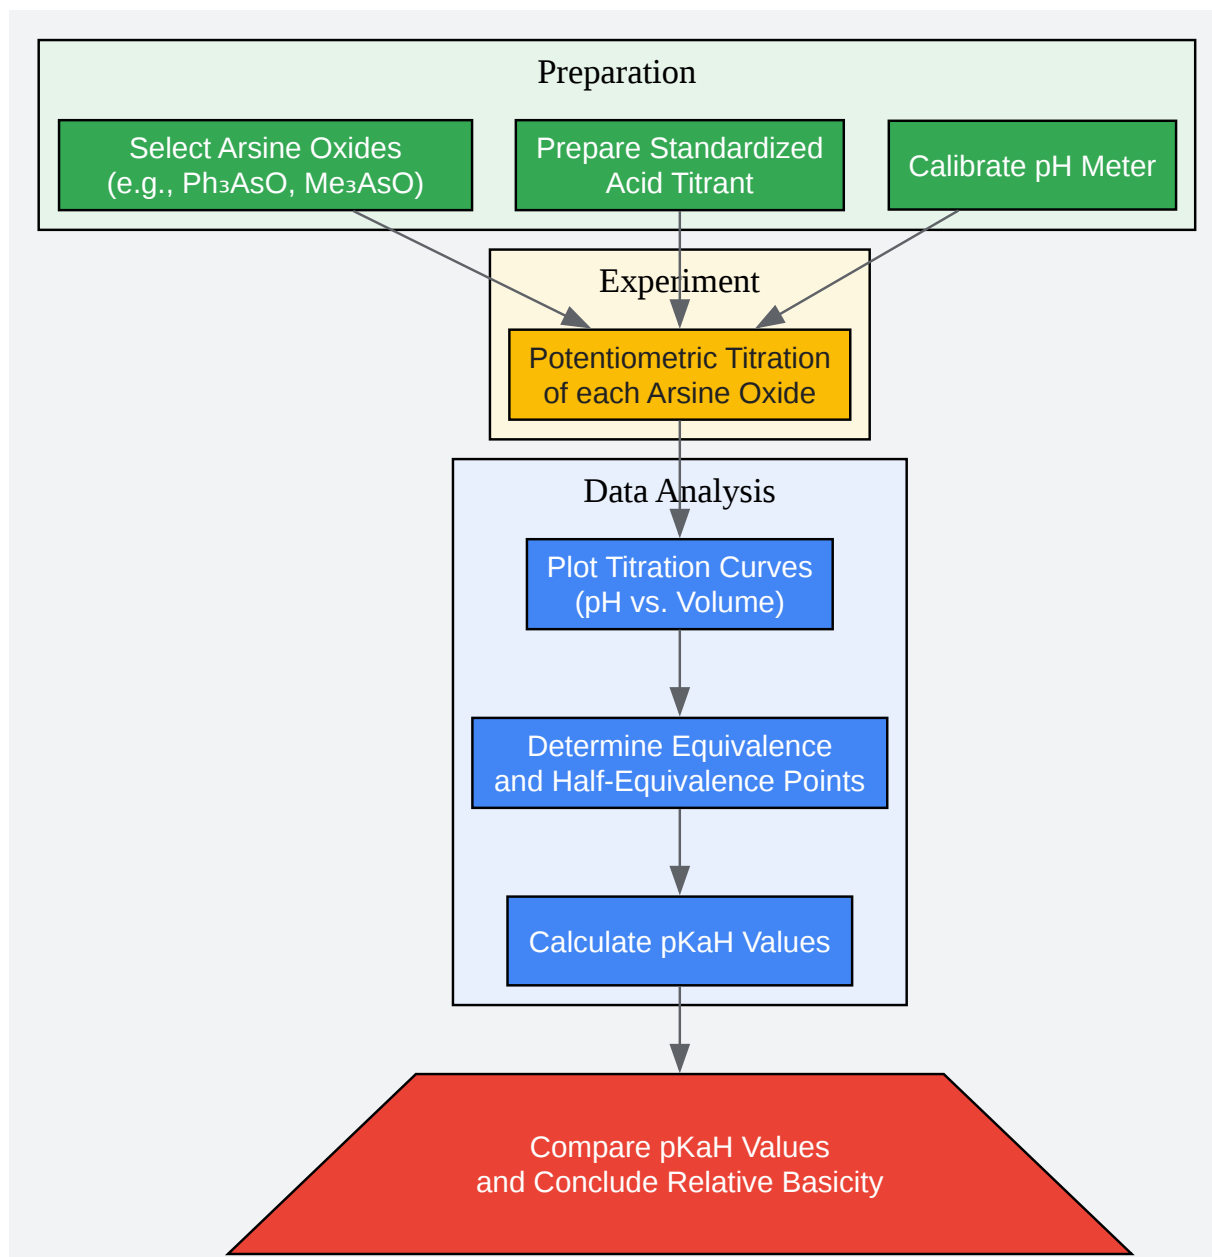 Preparation
Select Arsine Oxides
(e.g., Ph₃AsO, Me₃AsO)
Prepare Standardized
Acid Titrant
Calibrate pH Meter
Experiment
Potentiometric Titration
of each Arsine Oxide
Data Analysis
Plot Titration Curves
(pH vs. Volume)
Determine Equivalence
and Half-Equivalence Points
Calculate pKaH Values
Compare pKaH Values
and Conclude Relative Basicity